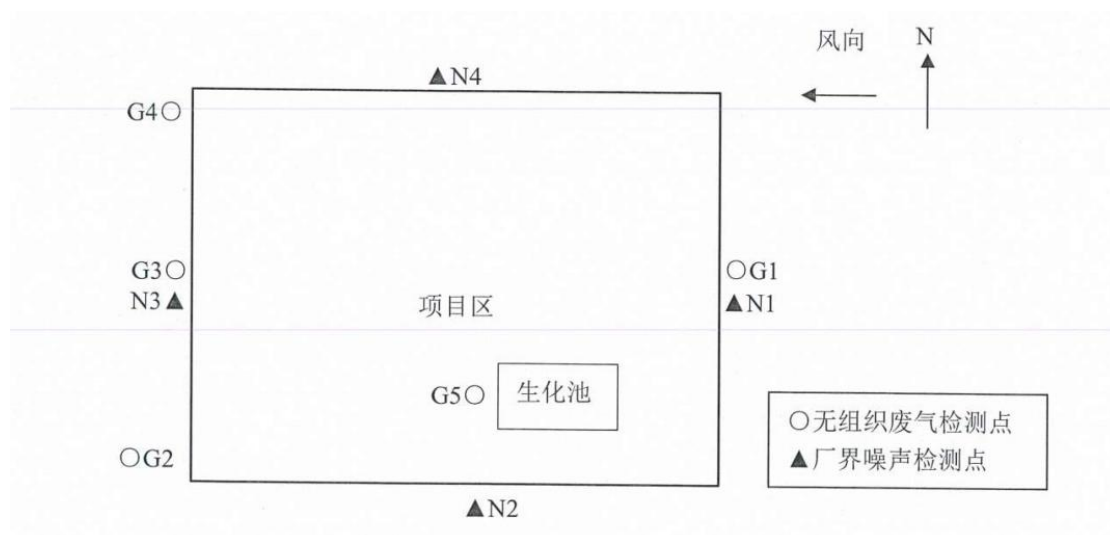 风向 N
▲N4
G4○
G3○
○G1
N3▲
▲N1
项目区
G5○
生化池
○无组织废气检测点
▲厂界噪声检测点
○G2
▲N2